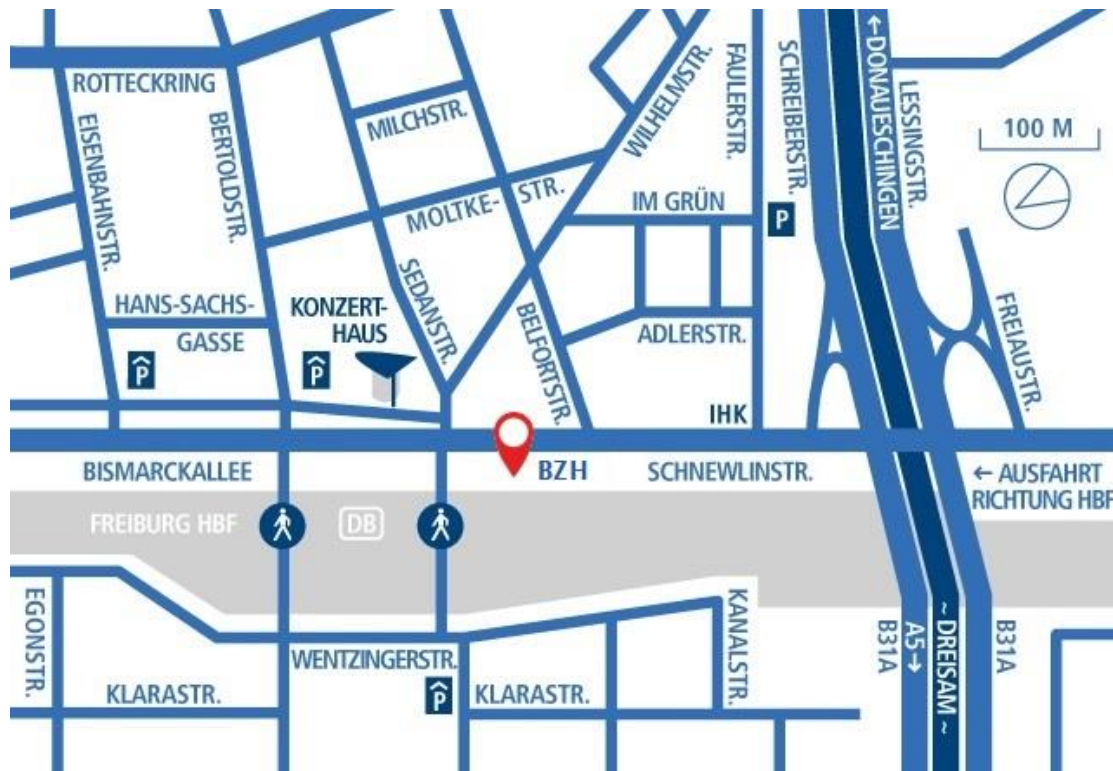 ROTTECKRING
EISENBAHNSTR.
BERTOLDSTR.
MILCHSTR.
MOLTKE-
STR.
WILHELMSTR.
FAULERSTR.
SCHREIBERSTR.
←DONAUESCHINGEN
LESSINGSTR.
100 M
IM GRÜN
P
HANS-SACHS-
GASSE
P
KONZERT-
HAUS
P
SEDANSTR.
BELFORTSTR.
ADLERSTR.
FREIAUSTR.
IHK
BISMARCKALLEE
BZH
SCHNEWLINSTR.
← AUSFAHRT
RICHTUNG HBF
FREIBURG HBF
DB
EGONSTR.
WENTZINGERSTR.
KLARASTR.
P
KLARASTR.
KANALSTR.
B31A
A5→
~ DREISAM ~
B31A